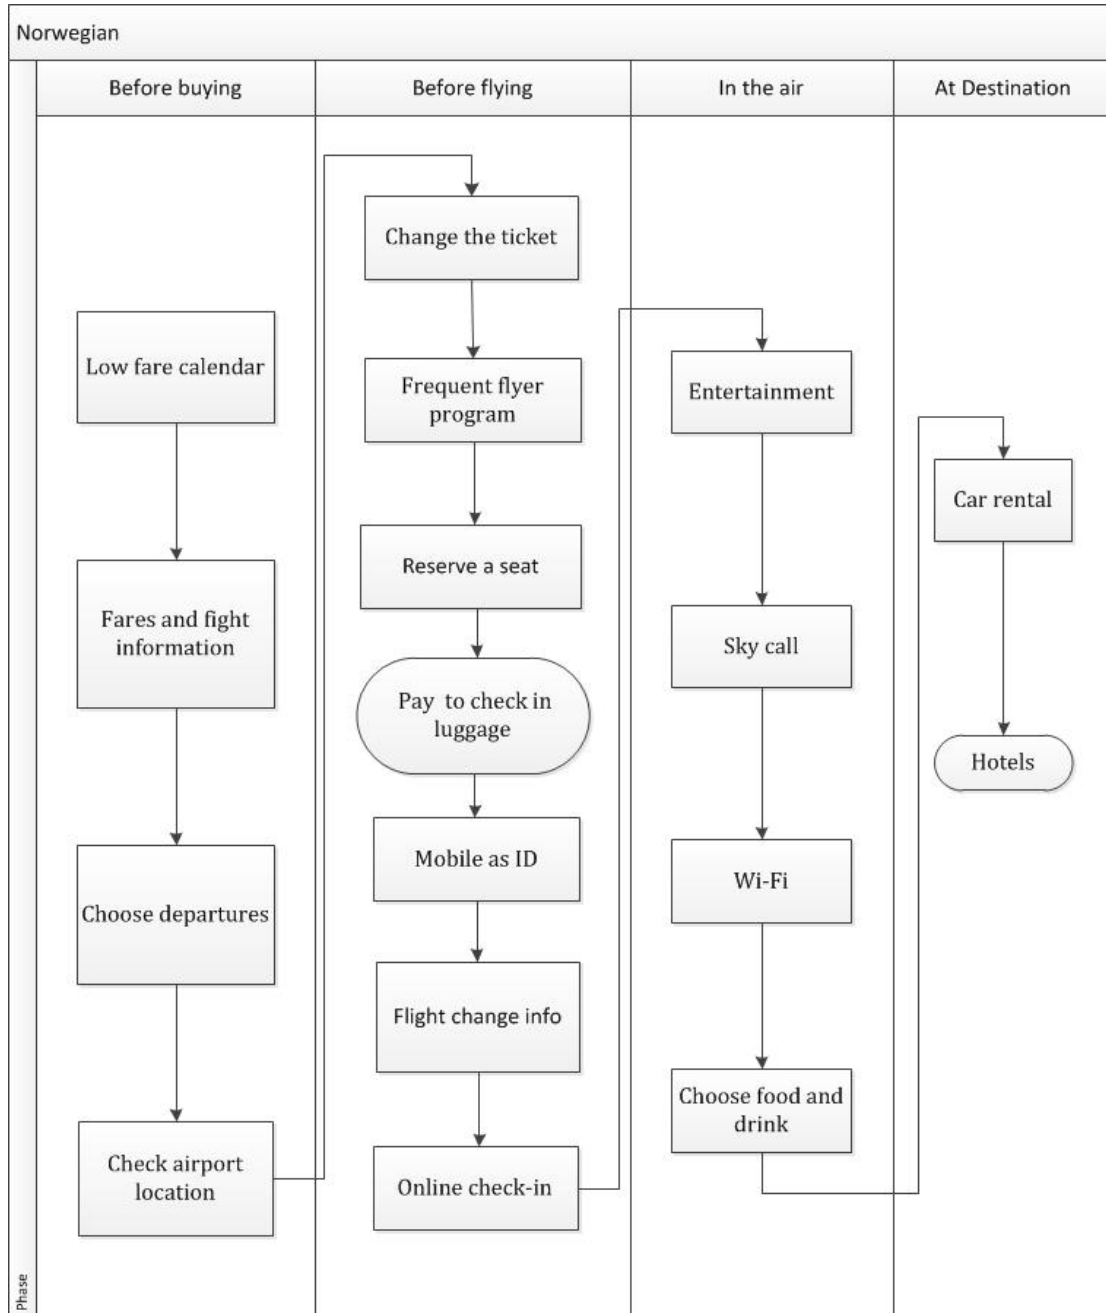 Norwegian
Before buying
Before flying
In the air
At Destination
Low fare calendar
Fares and fight
information
Choose departures
Check airport
location
Change the ticket
Frequent flyer
program
Reserve a seat
Pay to check in
luggage
Mobile as ID
Flight change info
Online check-in
Entertainment
Sky call
Wi-Fi
Choose food and
drink
Car rental
Hotels
Phase